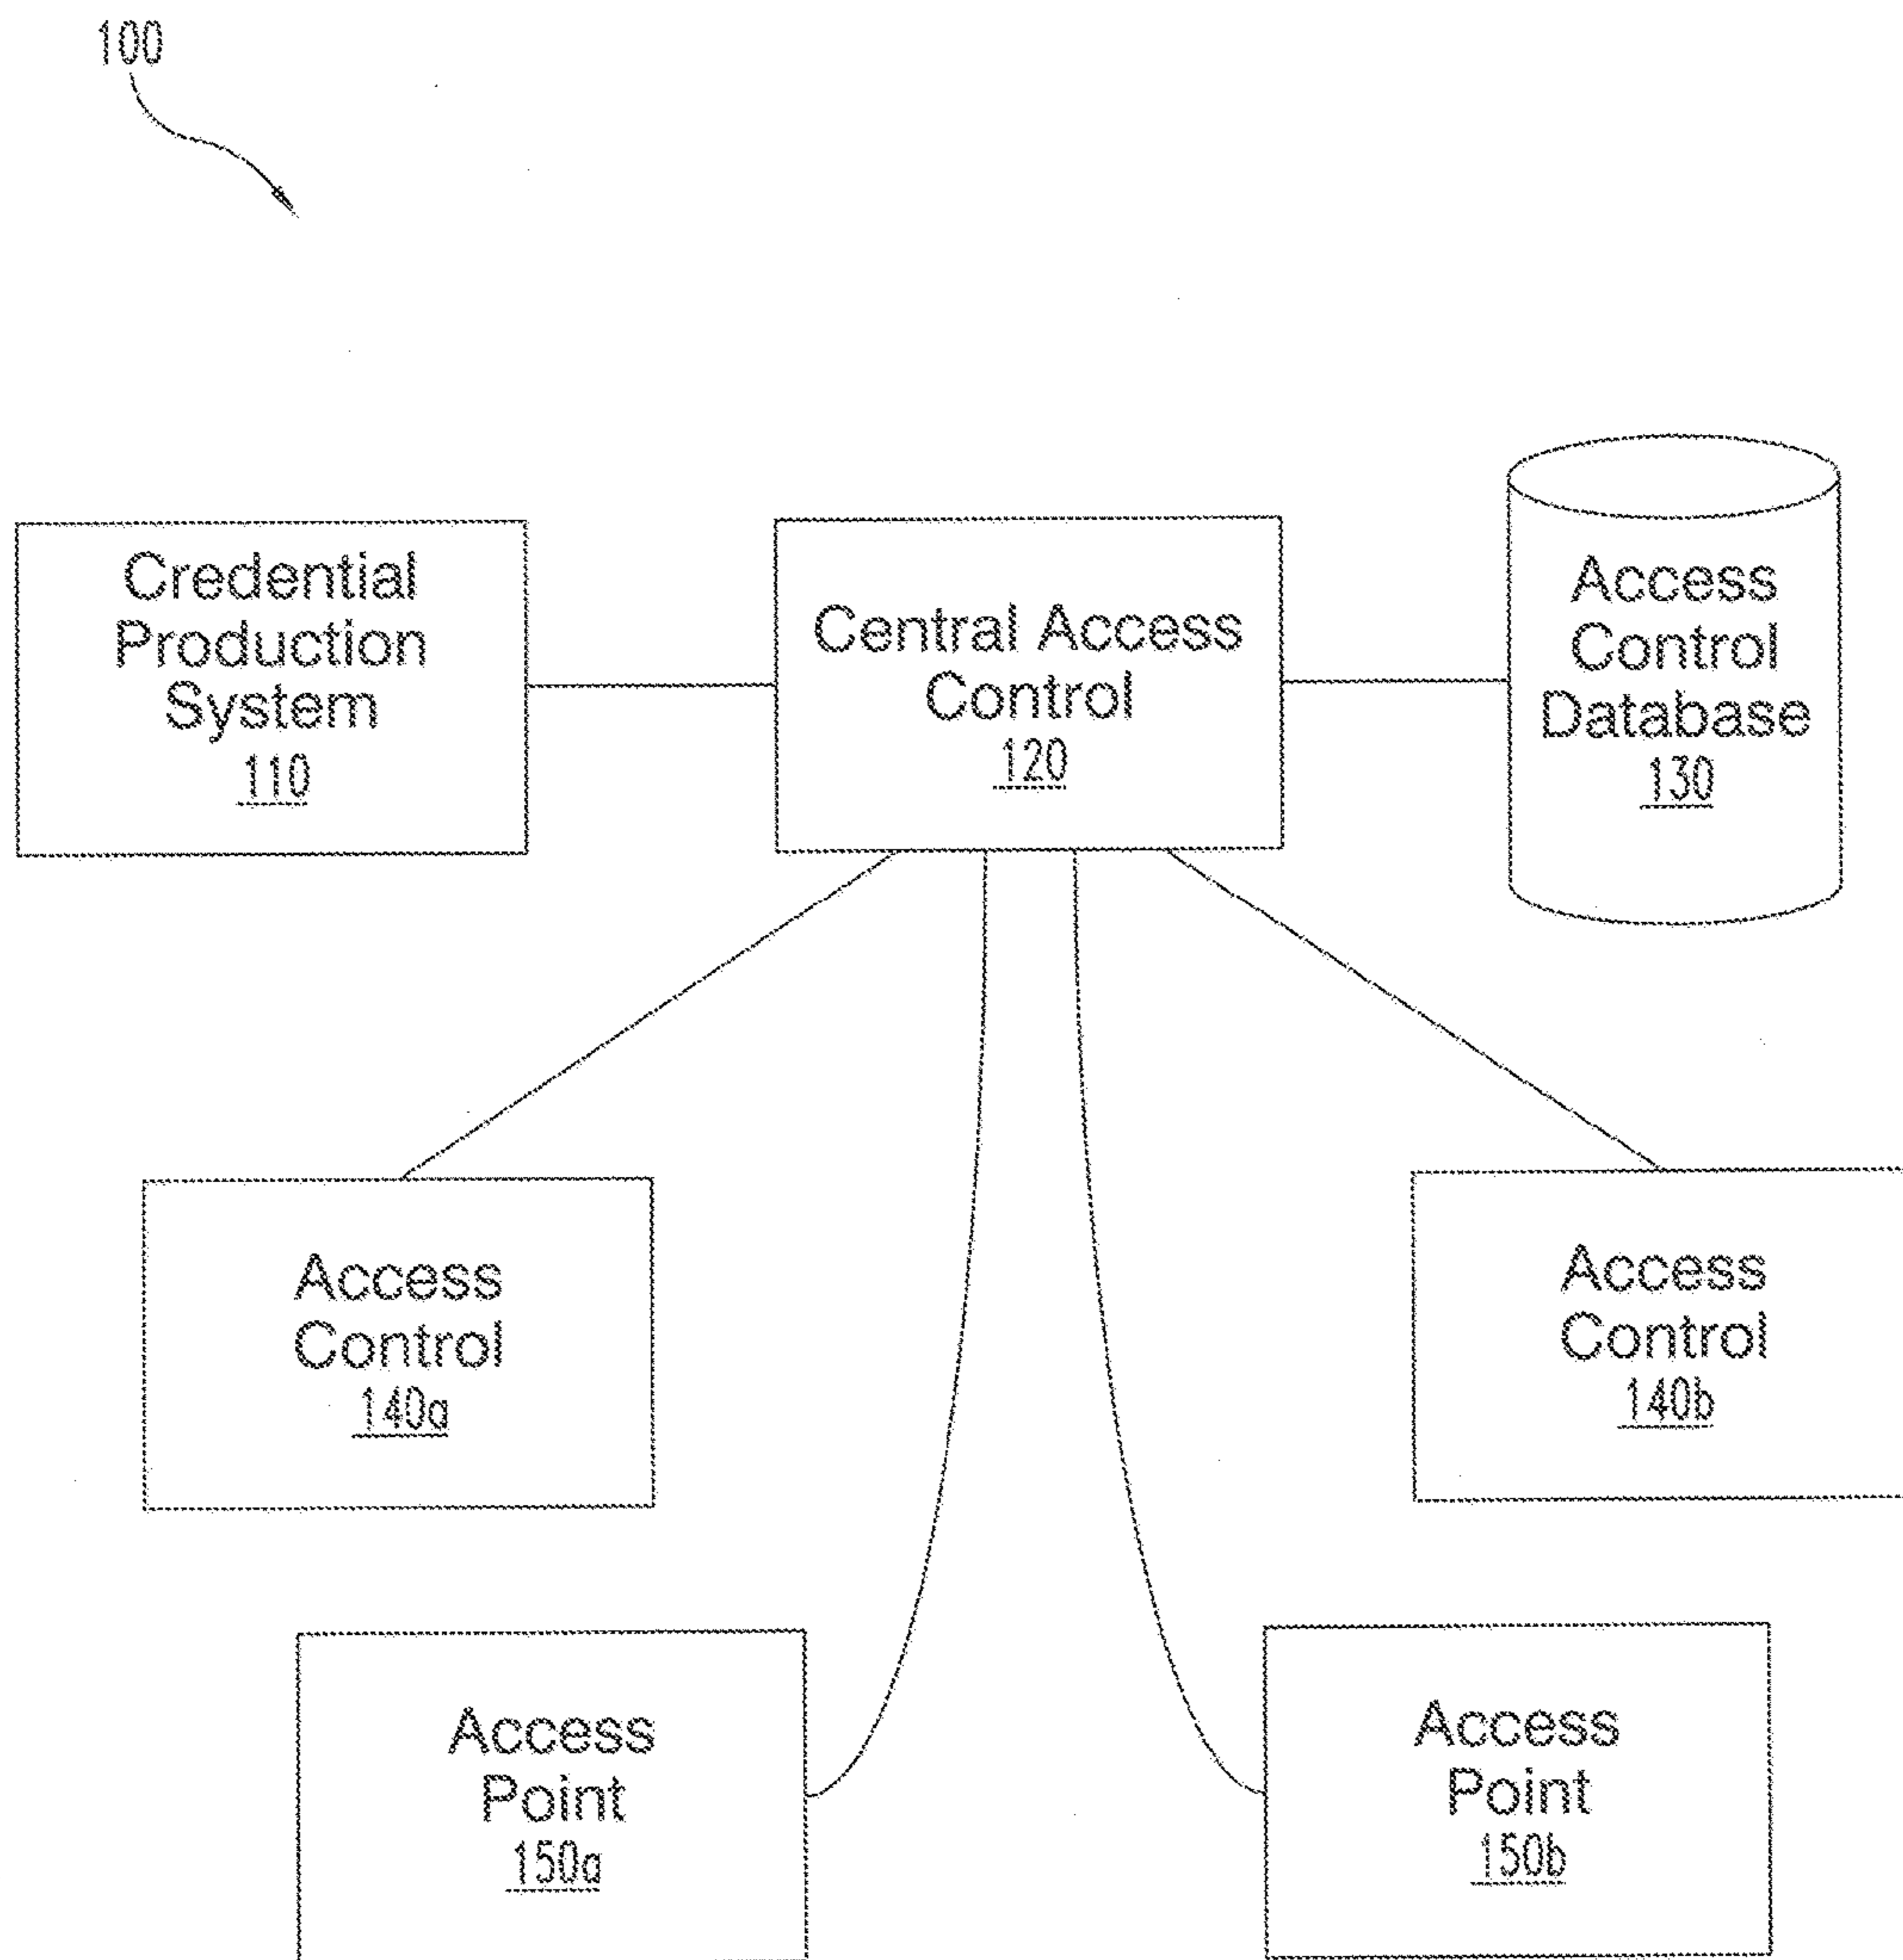 100
Credential
Production
System
110
Central Access
Control
120
Access
Control
Database
130
Access
Control
140a
Access
Control
140b
Access
Point
150a
Access
Point
150b